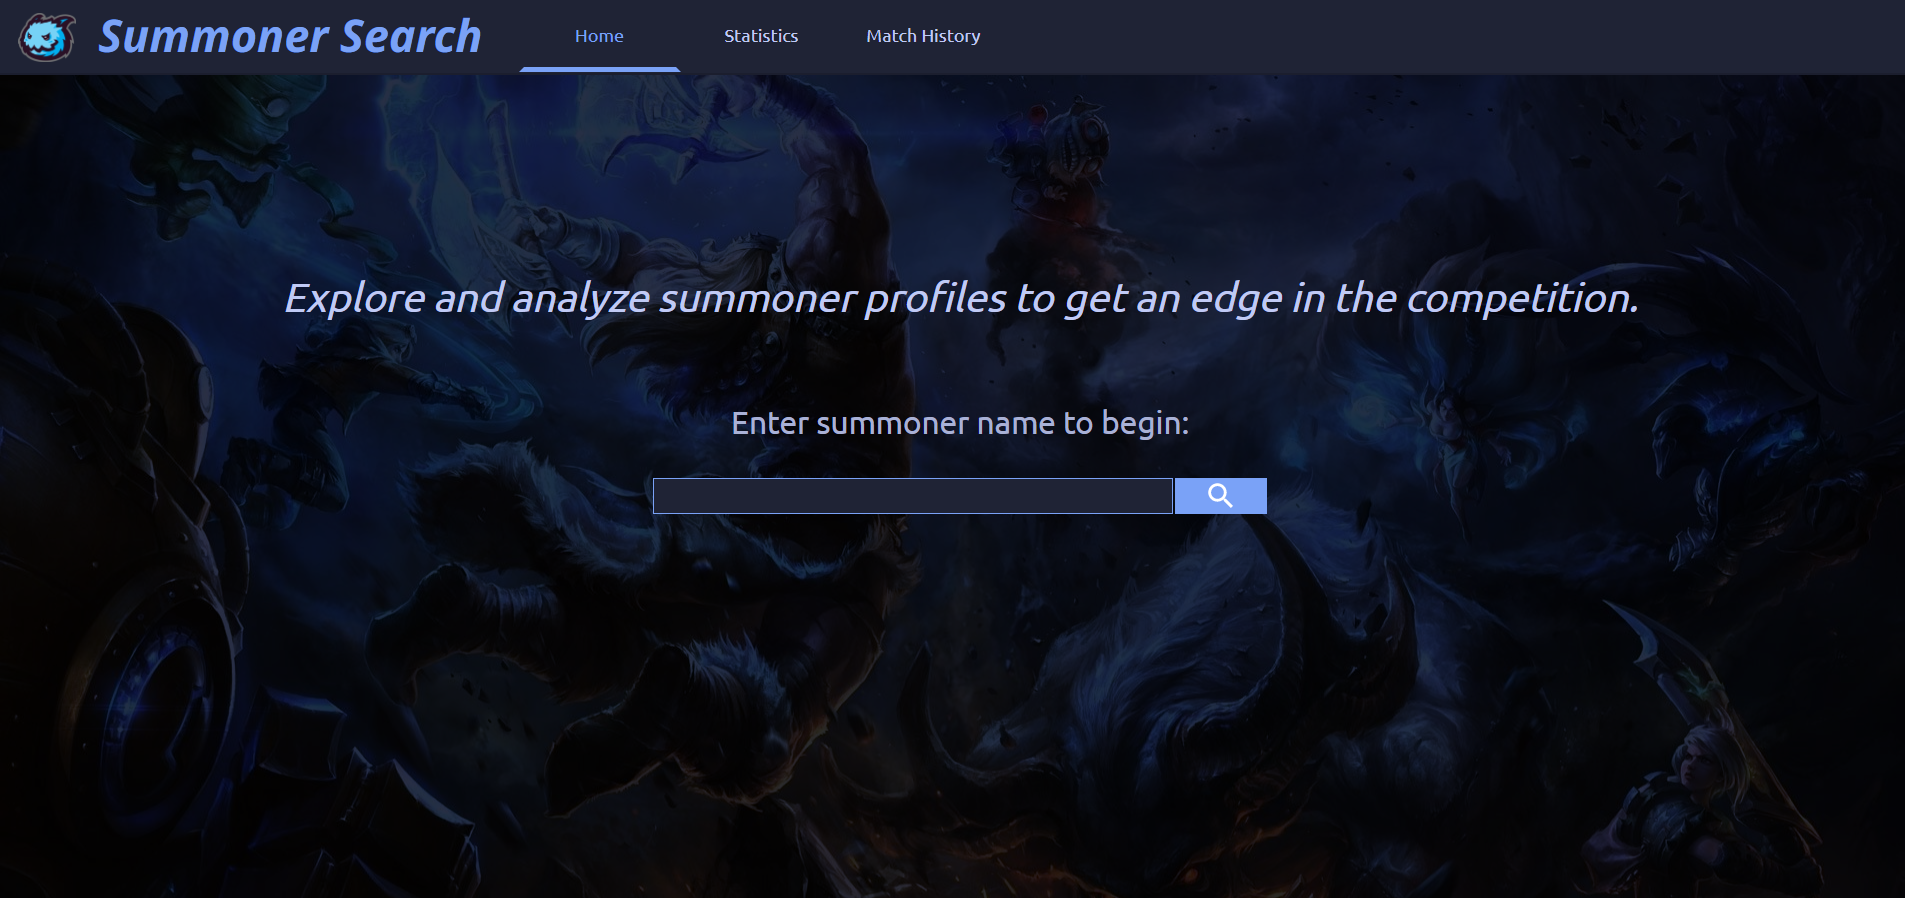 Summoner Search
Home
Statistics
Match History
Explore and analyze summoner profiles to get an edge in the competition.
Enter summoner name to begin: